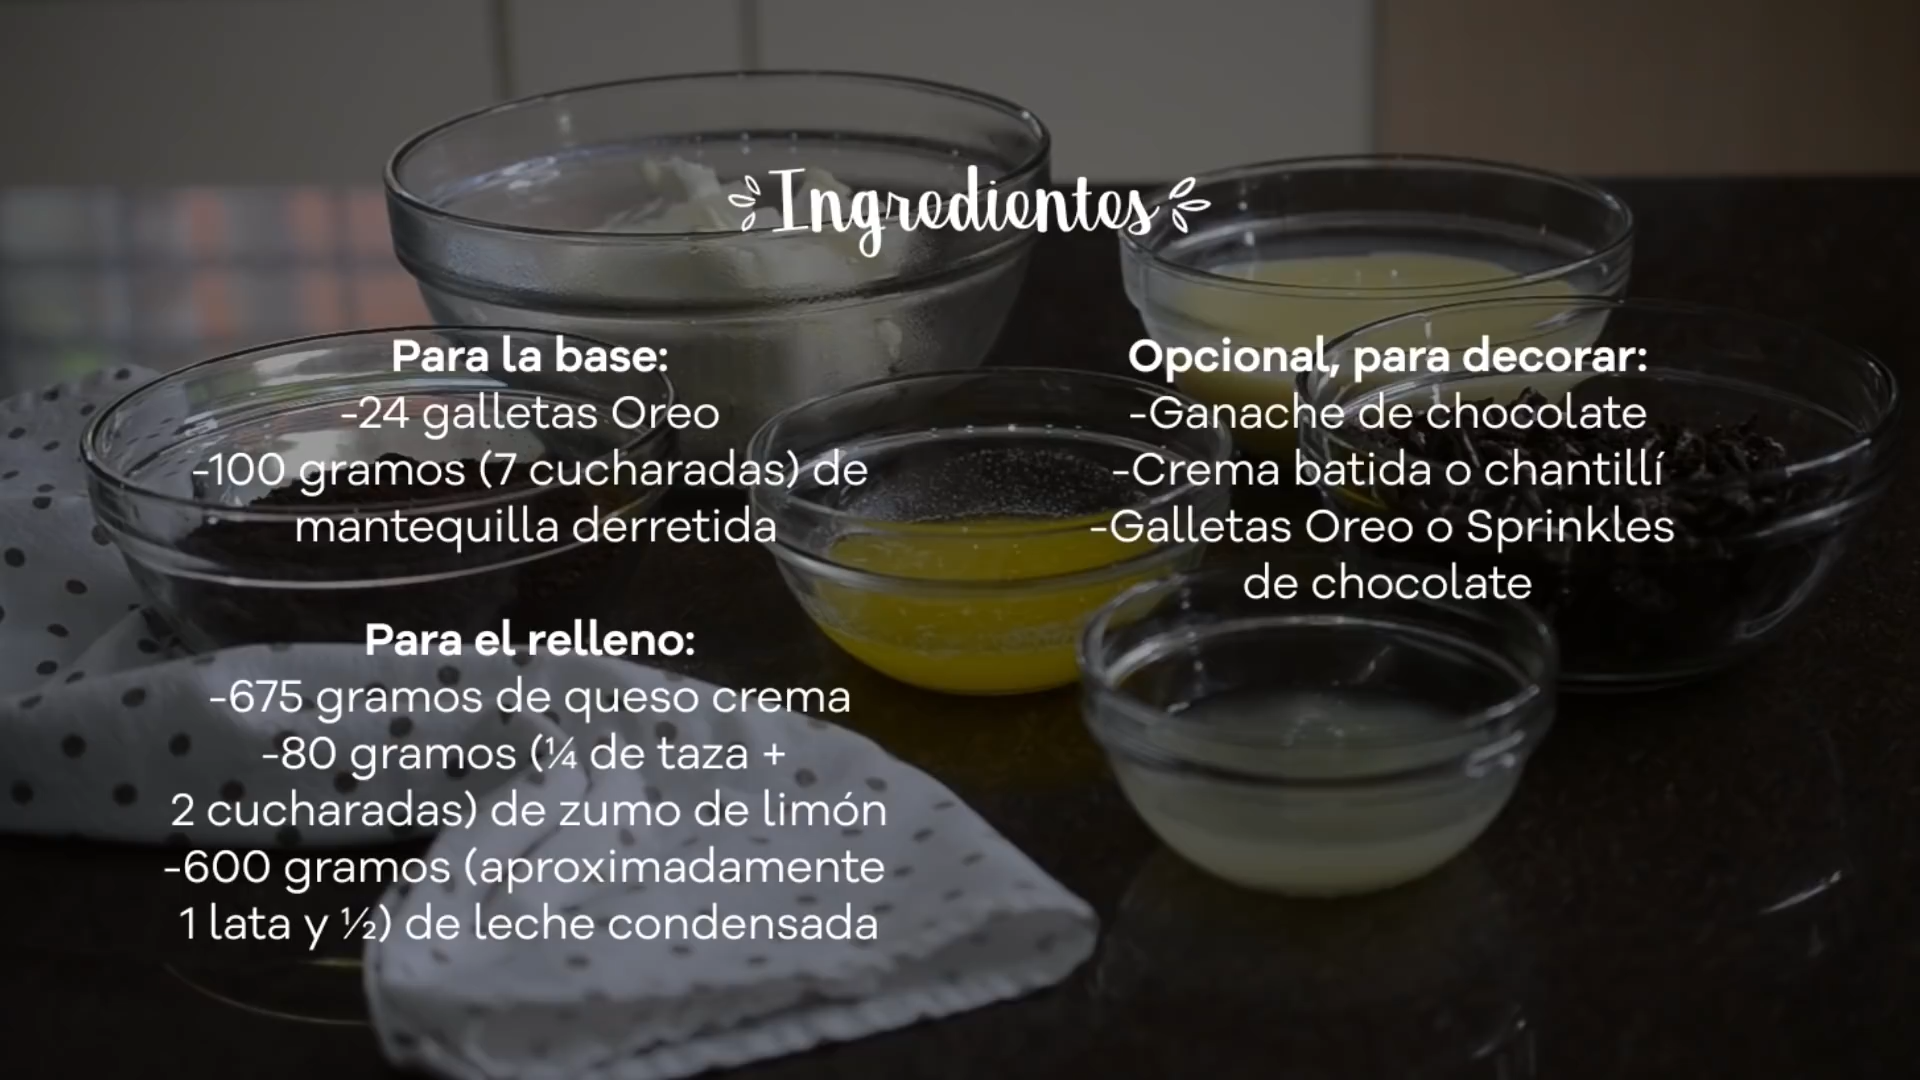 Ingredientes
Para la base:
-24 galletas Oreo
-100 gramos (7 cucharadas) de
mantequilla derretida
Para el relleno:
-675 gramos de queso crema
-80 gramos (¼ de taza +
2 cucharadas) de zumo de limón
-600 gramos (aproximadamente
1 lata y ½) de leche condensada
Opcional, para decorar:
-Ganache de chocolate
-Crema batida o chantillí
-Galletas Oreo o Sprinkles
de chocolate